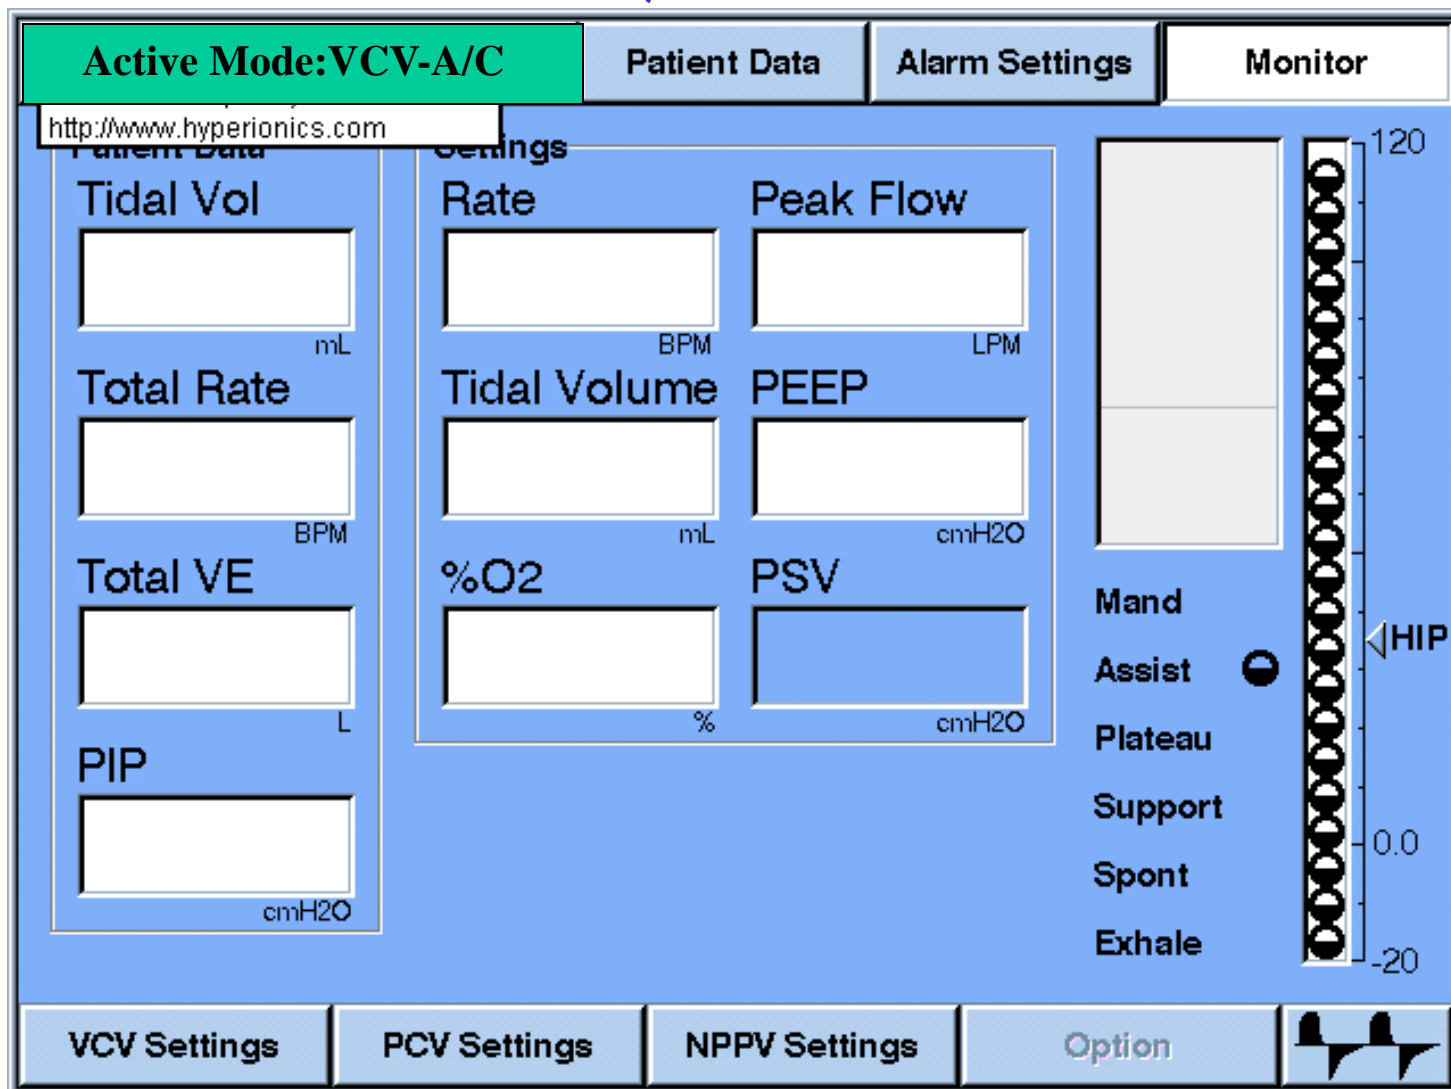 Active Mode:VCV-A/C
Patient Data
Alarm Settings
Monitor
http://www.hyperionics.com
Patient Data
Tidal Vol
mL
Total Rate
BPM
Total VE
L
PIP
cmH2O
Settings
Rate
BPM
Peak Flow
LPM
Tidal Volume
mL
PEEP
cmH2O
%O2
%
PSV
cmH2O
Mand
Assist
Plateau
Support
Spont
Exhale
120
HIP
0.0
-20
VCV Settings
PCV Settings
NPPV Settings
Option